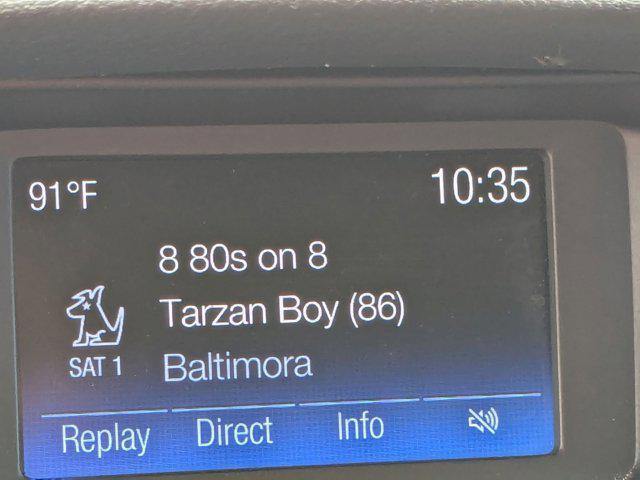 91°F
10:35
8 80s on 8
Tarzan Boy (86)
SAT 1
Baltimora
Replay Direct Info